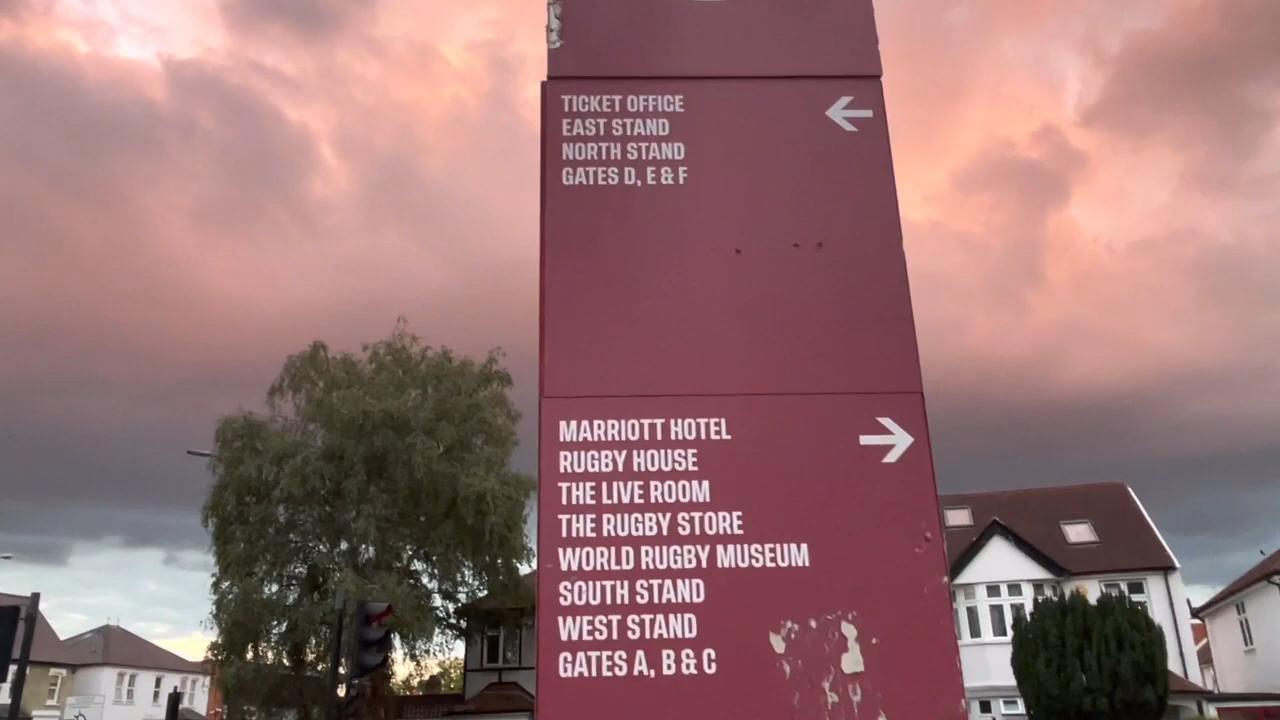 TICKET OFFICE
EAST STAND
NORTH STAND
GATES D, E & F
MARRIOTT HOTEL
RUGBY HOUSE
THE LIVE ROOM
THE RUGBY STORE
WORLD RUGBY MUSEUM
SOUTH STAND
WEST STAND
GATES A, B & C